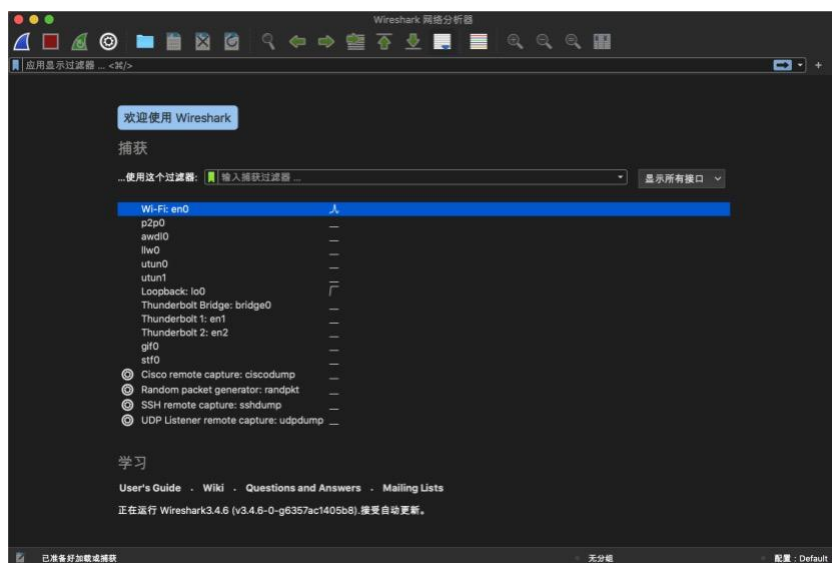 Wireshark 网络分析器
应用显示过滤器 … <⌘/>
+
欢迎使用 Wireshark
捕获
…使用这个过滤器: 输入捕获过滤器 … 显示所有接口
Wi-Fi: en0
p2p0
awdl0
llw0
utun0
utun1
Loopback: lo0
Thunderbolt Bridge: bridge0
Thunderbolt 1: en1
Thunderbolt 2: en2
gif0
stf0
Cisco remote capture: ciscodump
Random packet generator: randpkt
SSH remote capture: sshdump
UDP Listener remote capture: udpdump
学习
User's Guide · Wiki · Questions and Answers · Mailing Lists
正在运行 Wireshark3.4.6 (v3.4.6-0-g6357ac1405b8).接受自动更新。
已准备好加载或捕获 无分组 配置:Default